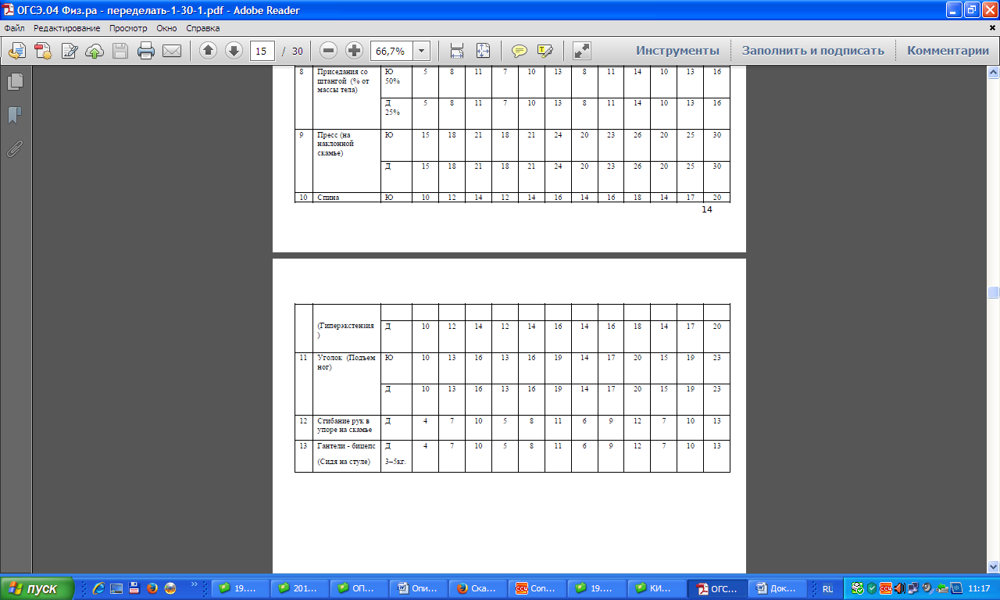 ОГСЭ.04 Физ.ра - переделать-1-30-1.pdf - Adobe Reader
Файл Редактирование Просмотр Окно Справка
15 / 30 66,7% Инструменты Заполнить и подписать Комментарии
8 Приседания со Ю 5 8 11 7 10 13 8 11 14 10 13 16
штангой (% от 50%
массы тела)
Д 5 8 11 7 10 13 8 11 14 10 13 16
25%
9 Пресс (на Ю 15 18 21 18 21 24 20 23 26 20 25 30
наклонной
скамье)
Д 15 18 21 18 21 24 20 23 26 20 25 30
10 Спина Ю 10 12 14 12 14 16 14 16 18 14 17 20
14
(Гиперэкстензия Д 10 12 14 12 14 16 14 16 18 14 17 20
)
11 Уголок (Подъем Ю 10 13 16 13 16 19 14 17 20 15 19 23
ног)
Д 10 13 16 13 16 19 14 17 20 15 19 23
12 Сгибание рук в Д 4 7 10 5 8 11 6 9 12 7 10 13
упоре на скамье
13 Гантели - бицепс Д 4 7 10 5 8 11 6 9 12 7 10 13
(Сидя на стуле) 3–5кг.
пуск 19.... 201... ОП... Опи... Ска... Con... 19.... КИ... ОГС... Док... RU 11:17